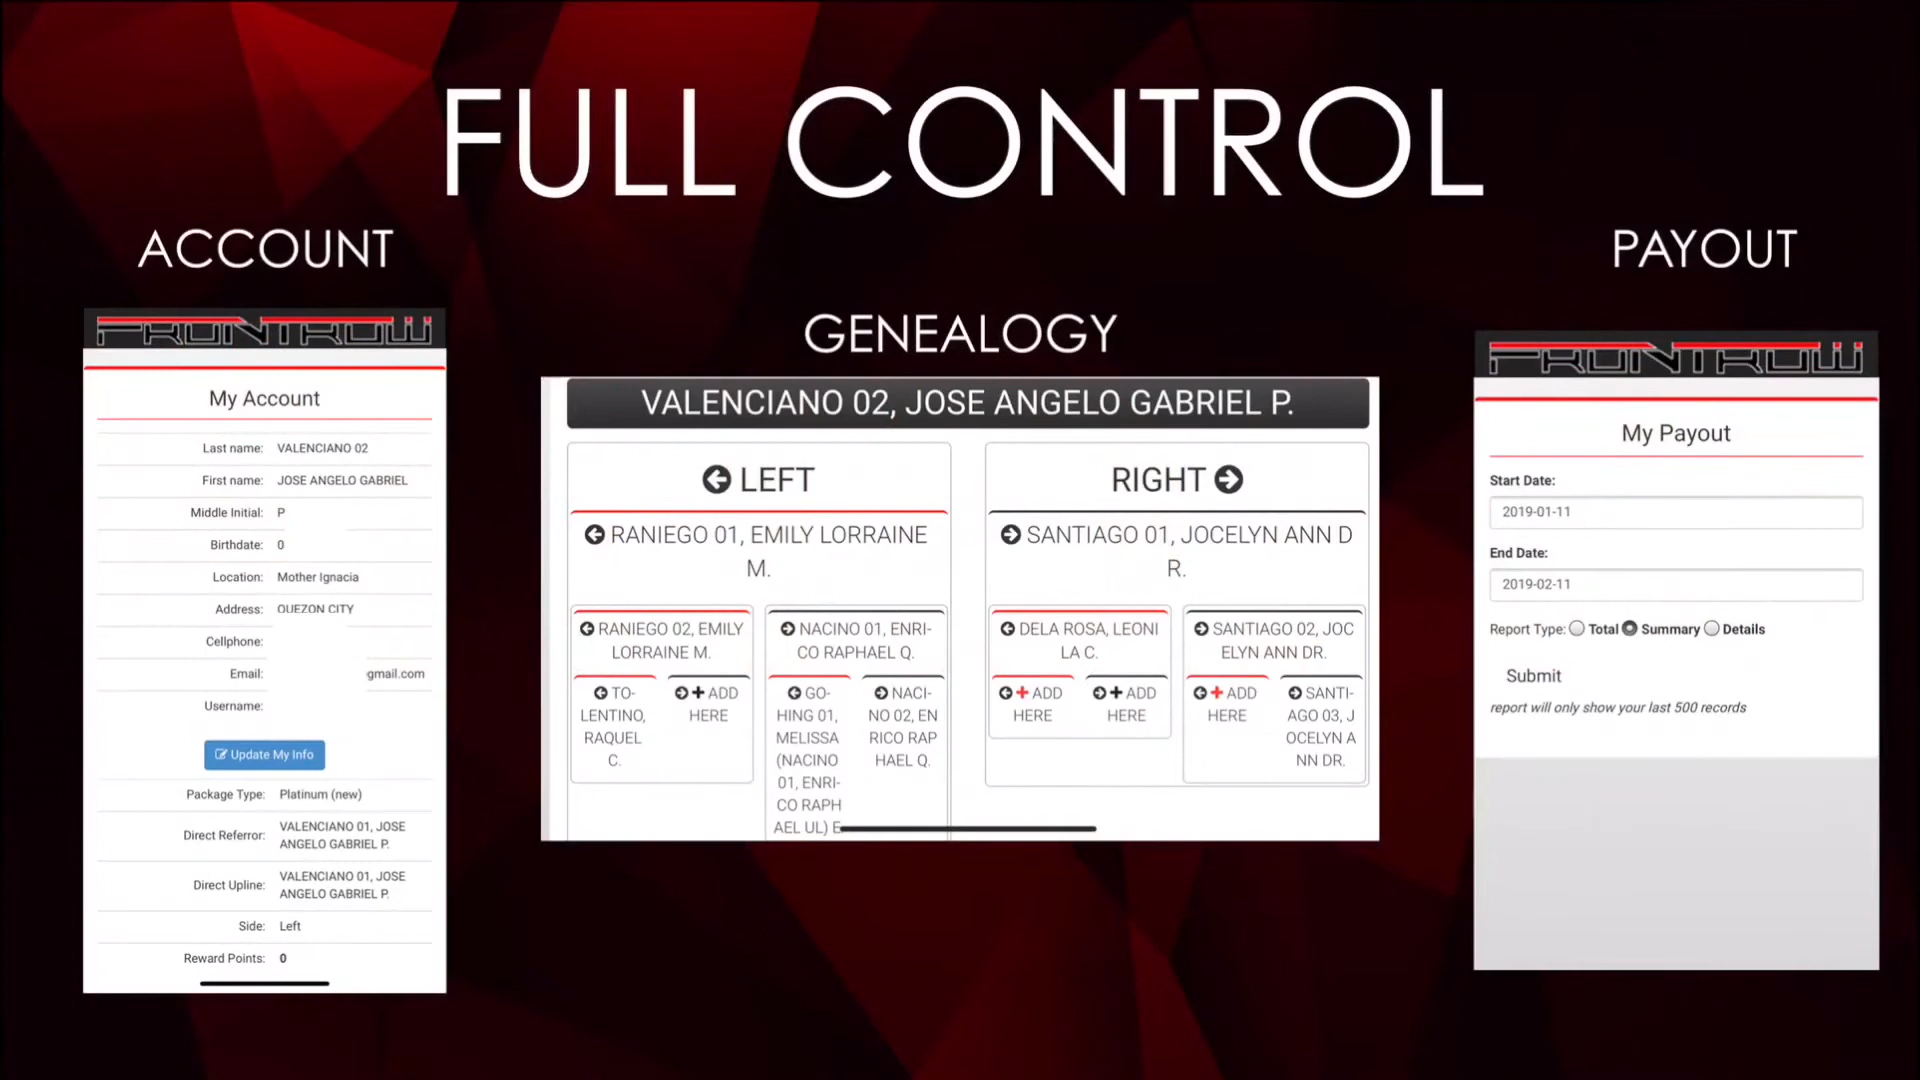 FULL CONTROL
ACCOUNT
FRONTROW
My Account
Last name: VALENCIANO 02
First name: JOSE ANGELO GABRIEL
Middle Initial: P
Birthdate: 0
Location: Mother Ignacia
Address: QUEZON CITY
Cellphone:
Email: gmail.com
Username:
Update My Info
Package Type: Platinum (new)
Direct Referror: VALENCIANO 01, JOSE
ANGELO GABRIEL P.
Direct Upline: VALENCIANO 01, JOSE
ANGELO GABRIEL P.
Side: Left
Reward Points: 0
GENEALOGY
VALENCIANO 02, JOSE ANGELO GABRIEL P.
LEFT
RANIEGO 01, EMILY LORRAINE
M.
RANIEGO 02, EMILY
LORRAINE M.
TO-
LENTINO,
RAQUEL
C.
+ ADD
HERE
NACINO 01, ENRI-
CO RAPHAEL Q.
GO-
HING 01,
MELISSA
(NACINO
01, ENRI-
CO RAPH
AEL UL) E
NACI-
NO 02, EN
RICO RAP
HAEL Q.
RIGHT
SANTIAGO 01, JOCELYN ANN D
R.
DELA ROSA, LEONI
LA C.
+ ADD
HERE
+ ADD
HERE
SANTIAGO 02, JOC
ELYN ANN DR.
+ ADD
HERE
SANTI-
AGO 03, J
OCELYN A
NN DR.
PAYOUT
FRONTROW
My Payout
Start Date:
2019-01-11
End Date:
2019-02-11
Report Type: Total Summary Details
Submit
report will only show your last 500 records